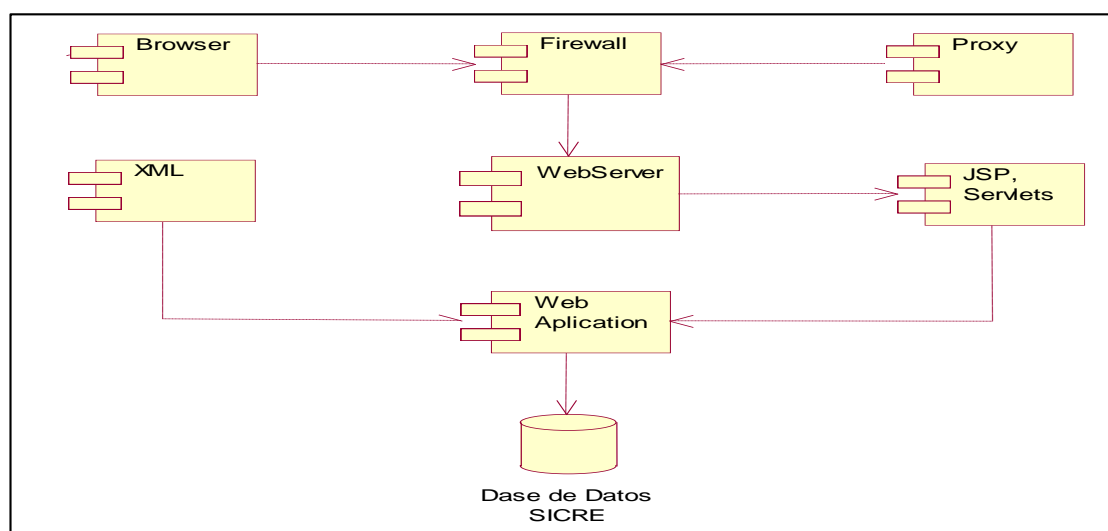 Browser
Firewall
Proxy
XML
WebServer
JSP,
Servlets
Web
Aplication
Dase de Datos
SICRE